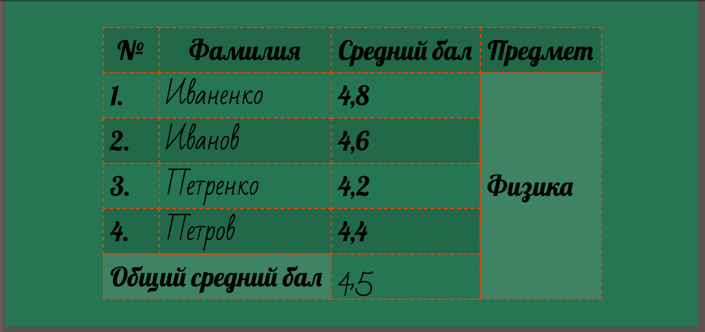 № Фамилия Средний бал Предмет
1. Иваненко 4,8
2. Иванов 4,6
3. Петренко 4,2 Физика
4. Петров 4,4
Общий средний бал 4,5